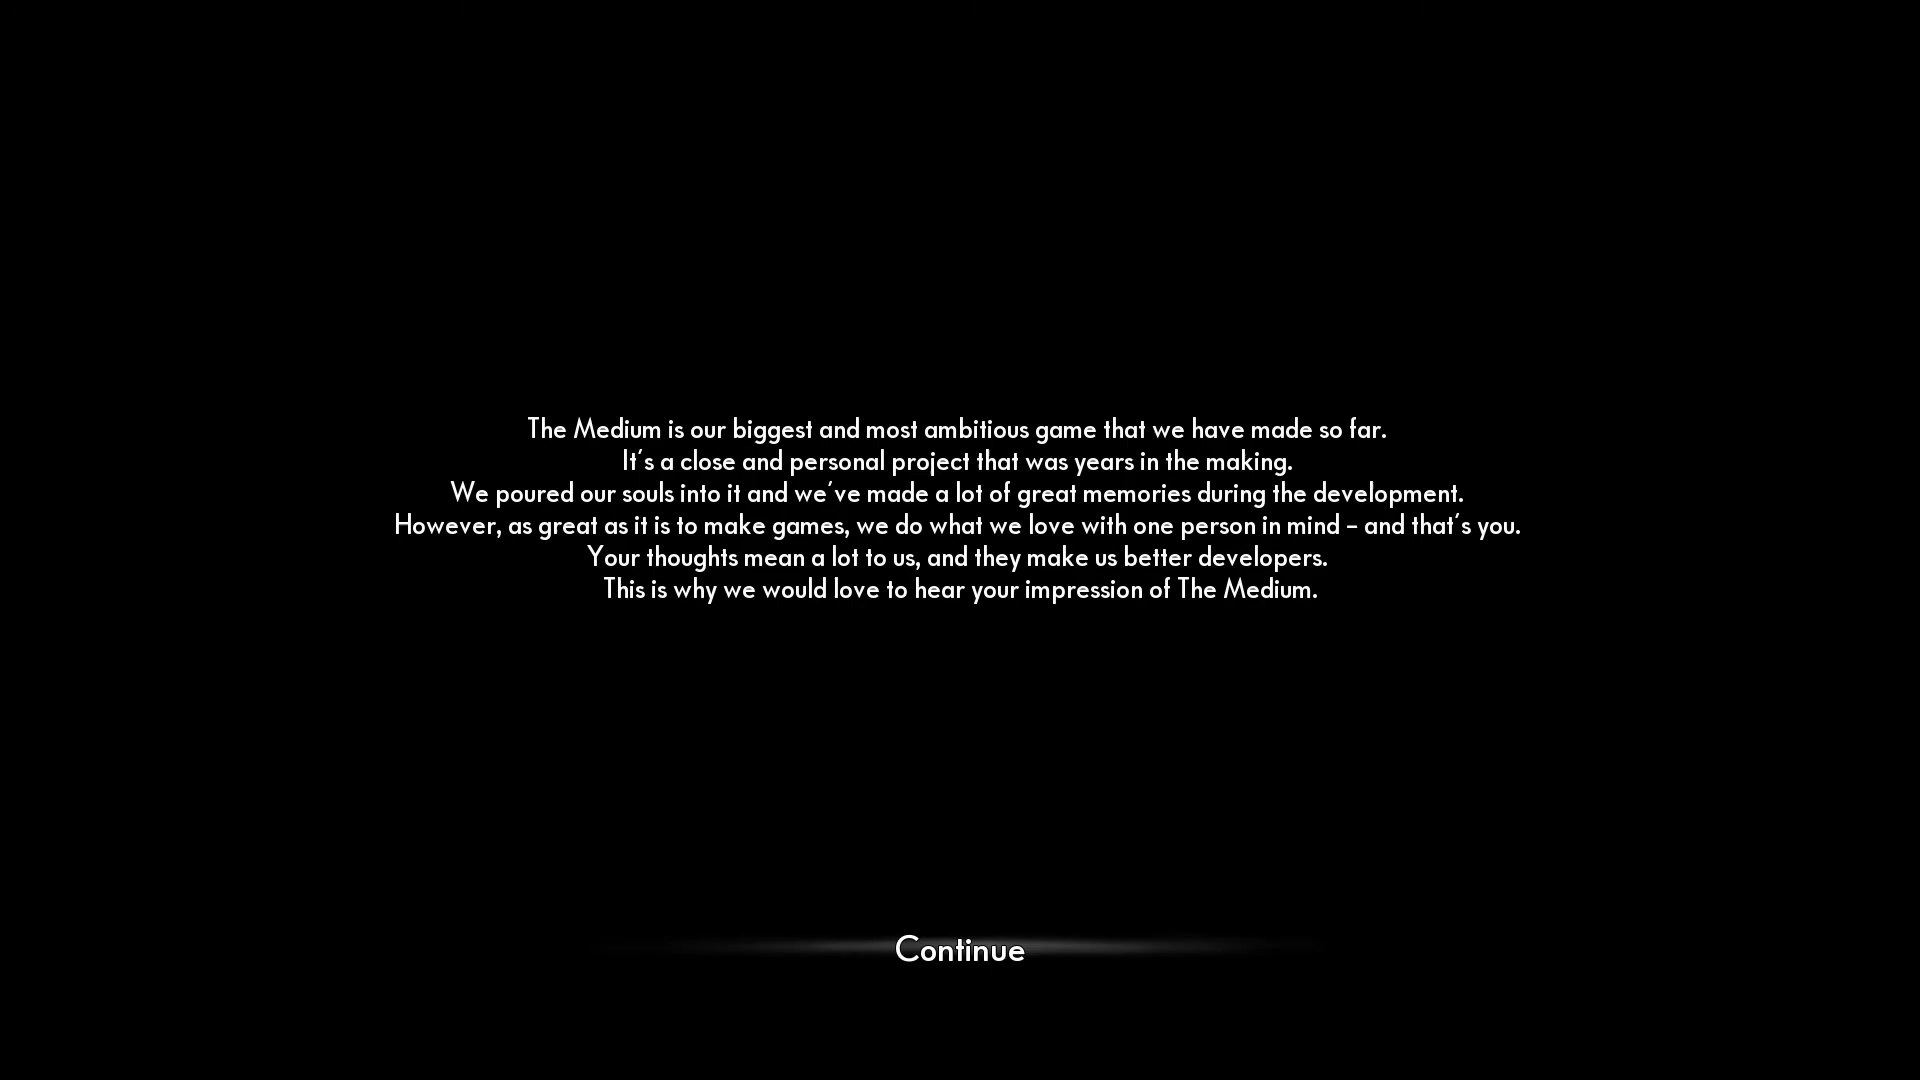 The Medium is our biggest and most ambitious game that we have made so far.
It's a close and personal project that was years in the making.
We poured our souls into it and we've made a lot of great memories during the development.
However, as great as it is to make games, we do what we love with one person in mind – and that's you.
Your thoughts mean a lot to us, and they make us better developers.
This is why we would love to hear your impression of The Medium.
Continue